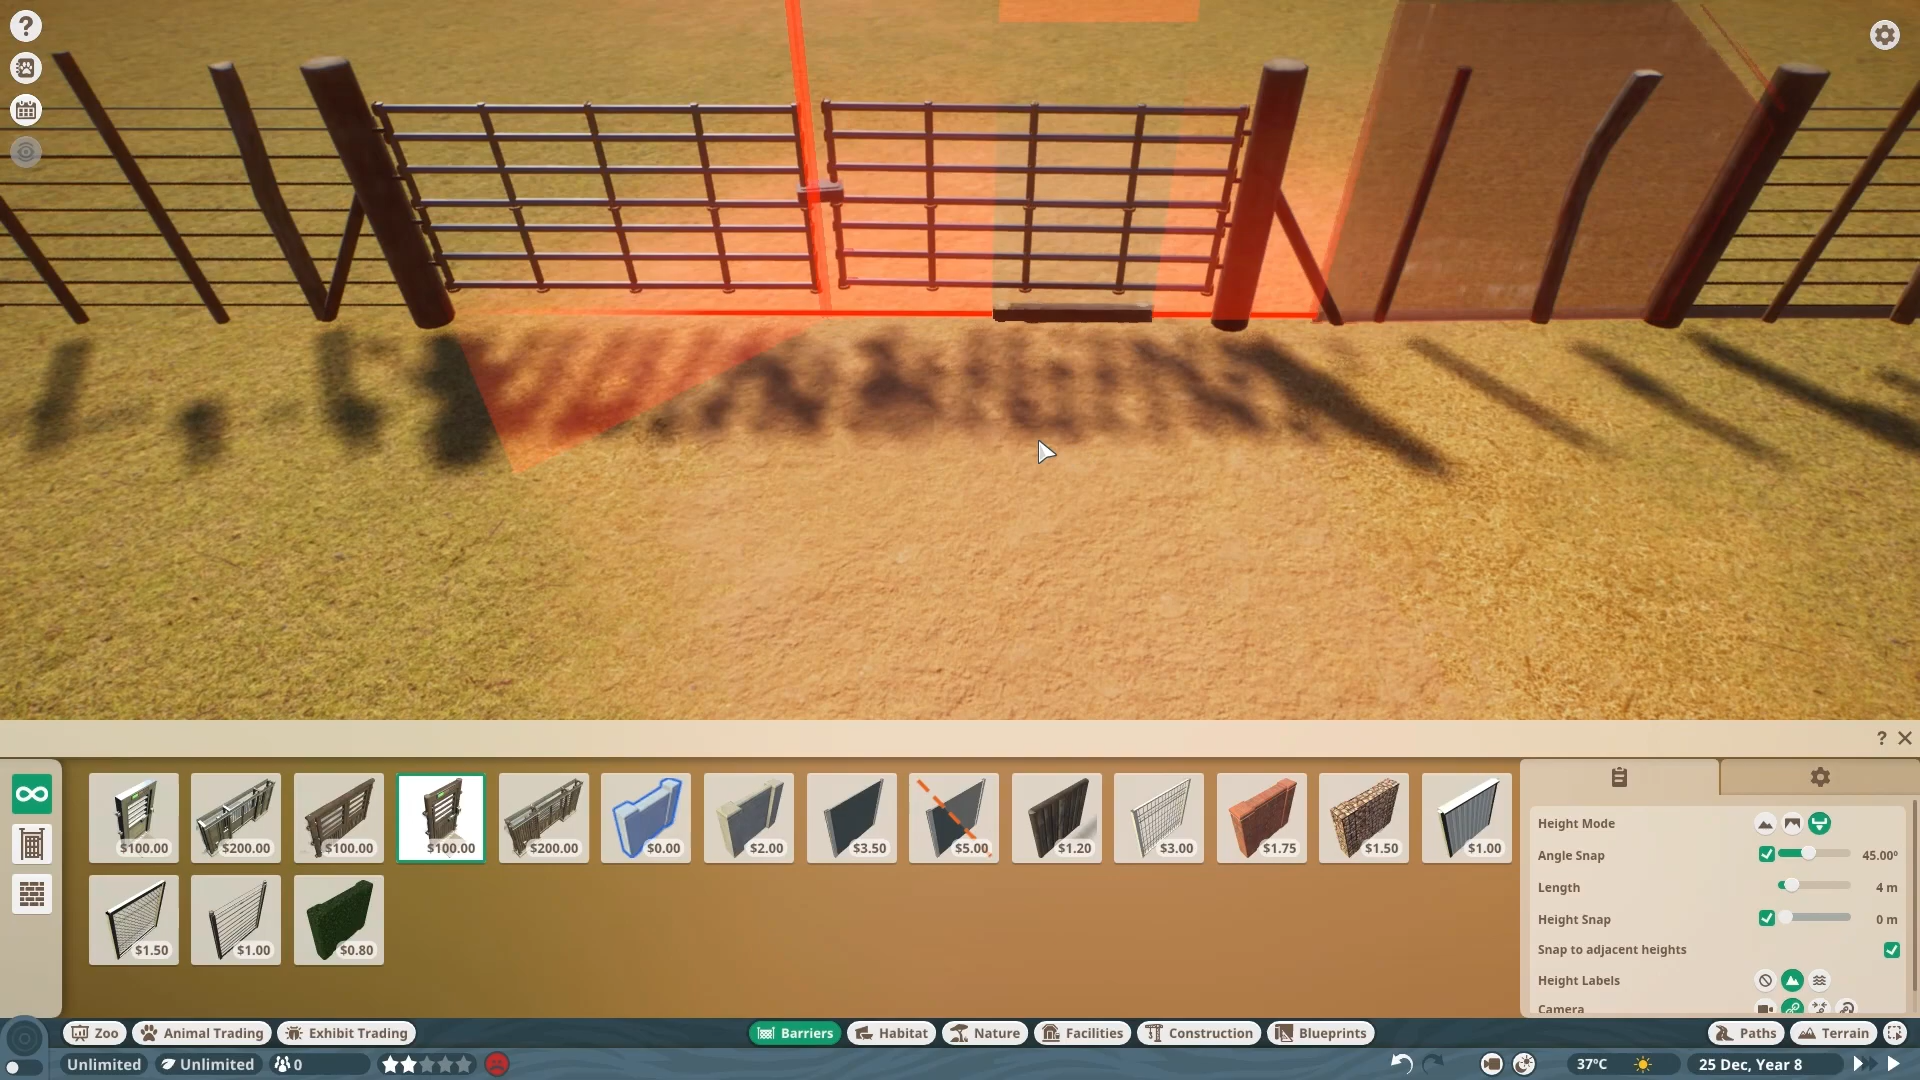 ?
? ✕
$100.00 $200.00 $100.00 $100.00 $200.00 $0.00 $2.00 $3.50 $5.00 $1.20 $3.00 $1.75 $1.50 $1.00
$1.50 $1.00 $0.80
Height Mode
Angle Snap 45.00°
Length 4 m
Height Snap 0 m
Snap to adjacent heights
Height Labels
Camera
Zoo Animal Trading Exhibit Trading Barriers Habitat Nature Facilities Construction Blueprints Paths Terrain
Unlimited Unlimited 0 37°C 25 Dec, Year 8